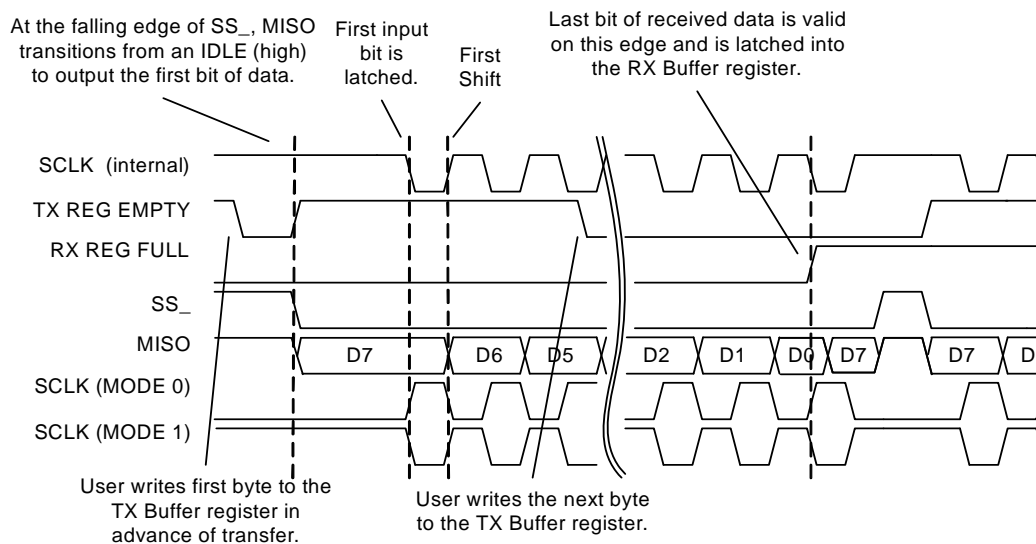 At the falling edge of SS_, MISO
transitions from an IDLE (high)
to output the first bit of data.
First input
bit is
latched.
First
Shift
Last bit of received data is valid
on this edge and is latched into
the RX Buffer register.
SCLK (internal)
TX REG EMPTY
RX REG FULL
SS_
MISO
D7
D6
D5
D2
D1
D0
D7
D7
D
SCLK (MODE 0)
SCLK (MODE 1)
User writes first byte to the
TX Buffer register in
advance of transfer.
User writes the next byte
to the TX Buffer register.